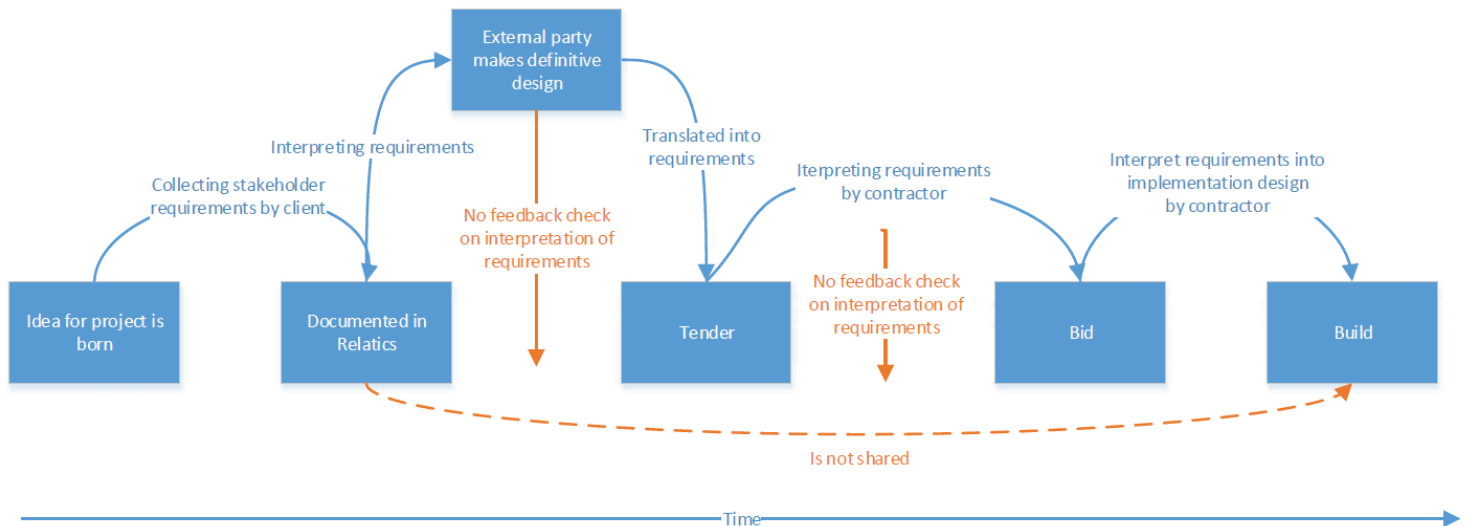 External party
makes definitive
design
Interpreting requirements
Translated into
requirements
Collecting stakeholder
requirements by client
Iterpreting requirements
by contractor
Interpret requirements into
implementation design
by contractor
No feedback check
on interpretation of
requirements
No feedback check
on interpretation of
requirements
Idea for project is
born
Documented in
Relatics
Tender
Bid
Build
Is not shared
Time